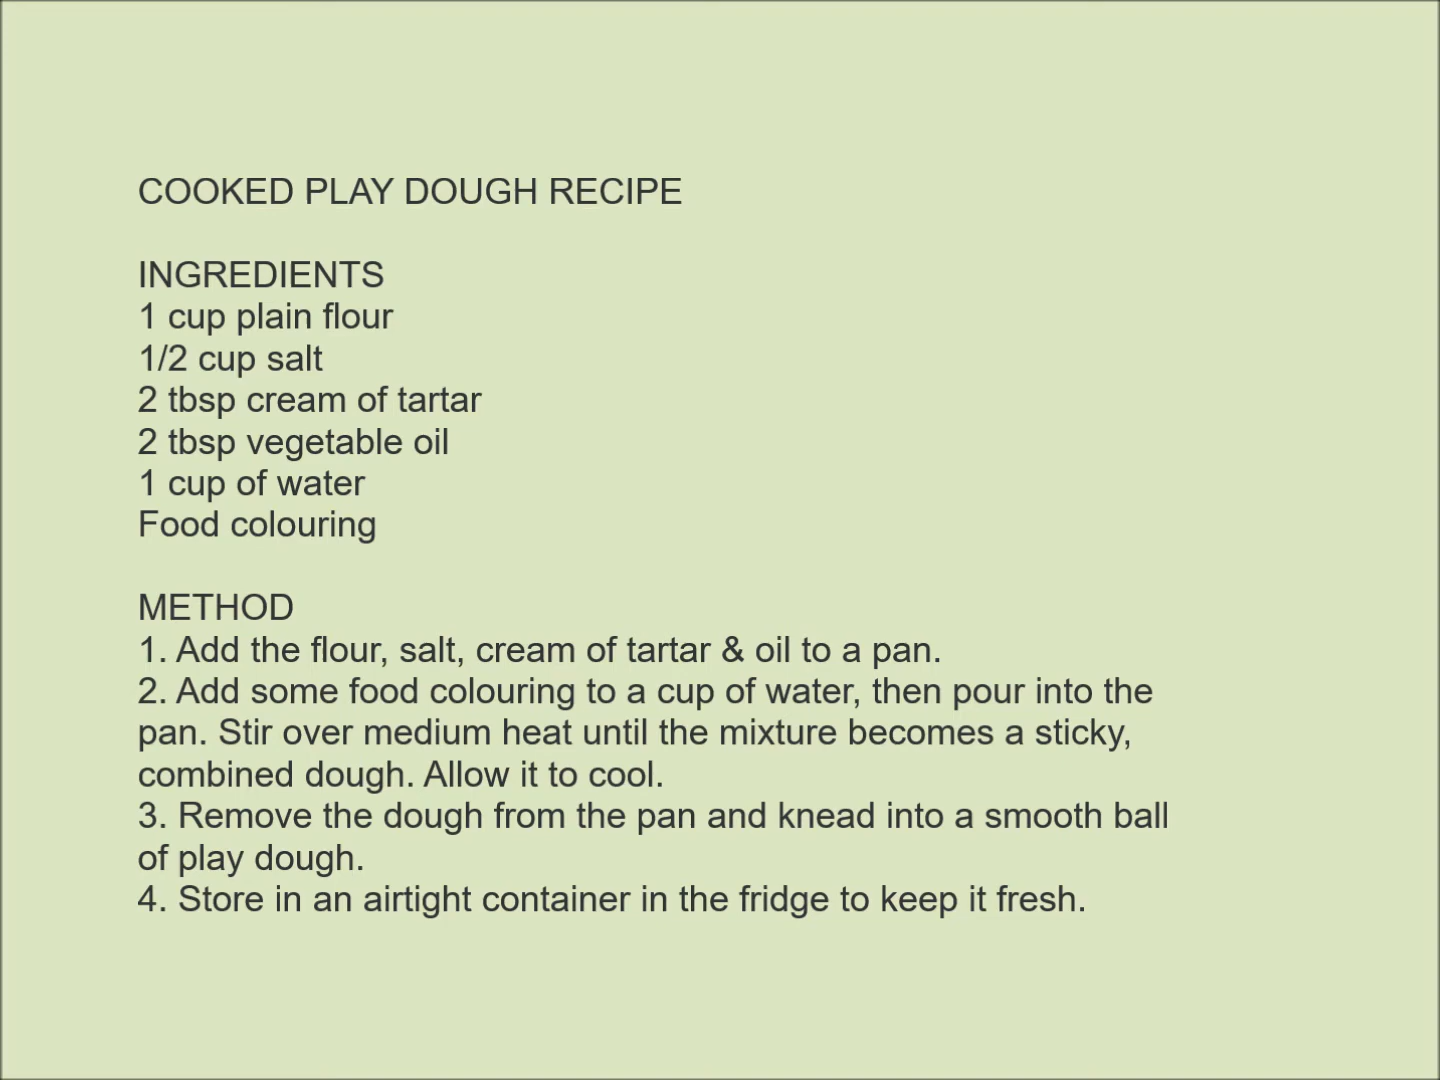 COOKED PLAY DOUGH RECIPE
INGREDIENTS
1 cup plain flour
1/2 cup salt
2 tbsp cream of tartar
2 tbsp vegetable oil
1 cup of water
Food colouring
METHOD
1. Add the flour, salt, cream of tartar & oil to a pan.
2. Add some food colouring to a cup of water, then pour into the
pan. Stir over medium heat until the mixture becomes a sticky,
combined dough. Allow it to cool.
3. Remove the dough from the pan and knead into a smooth ball
of play dough.
4. Store in an airtight container in the fridge to keep it fresh.